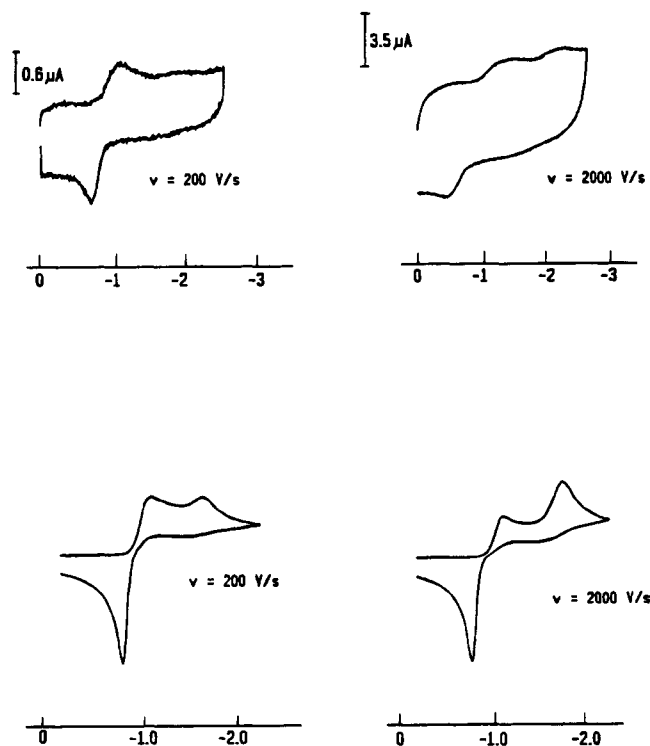 0.6 μA
v = 200 V/s
0 -1 -2 -3
3.5 μA
v = 2000 V/s
0 -1 -2 -3
v = 200 V/s
0 -1.0 -2.0
v = 2000 V/s
0 -1.0 -2.0